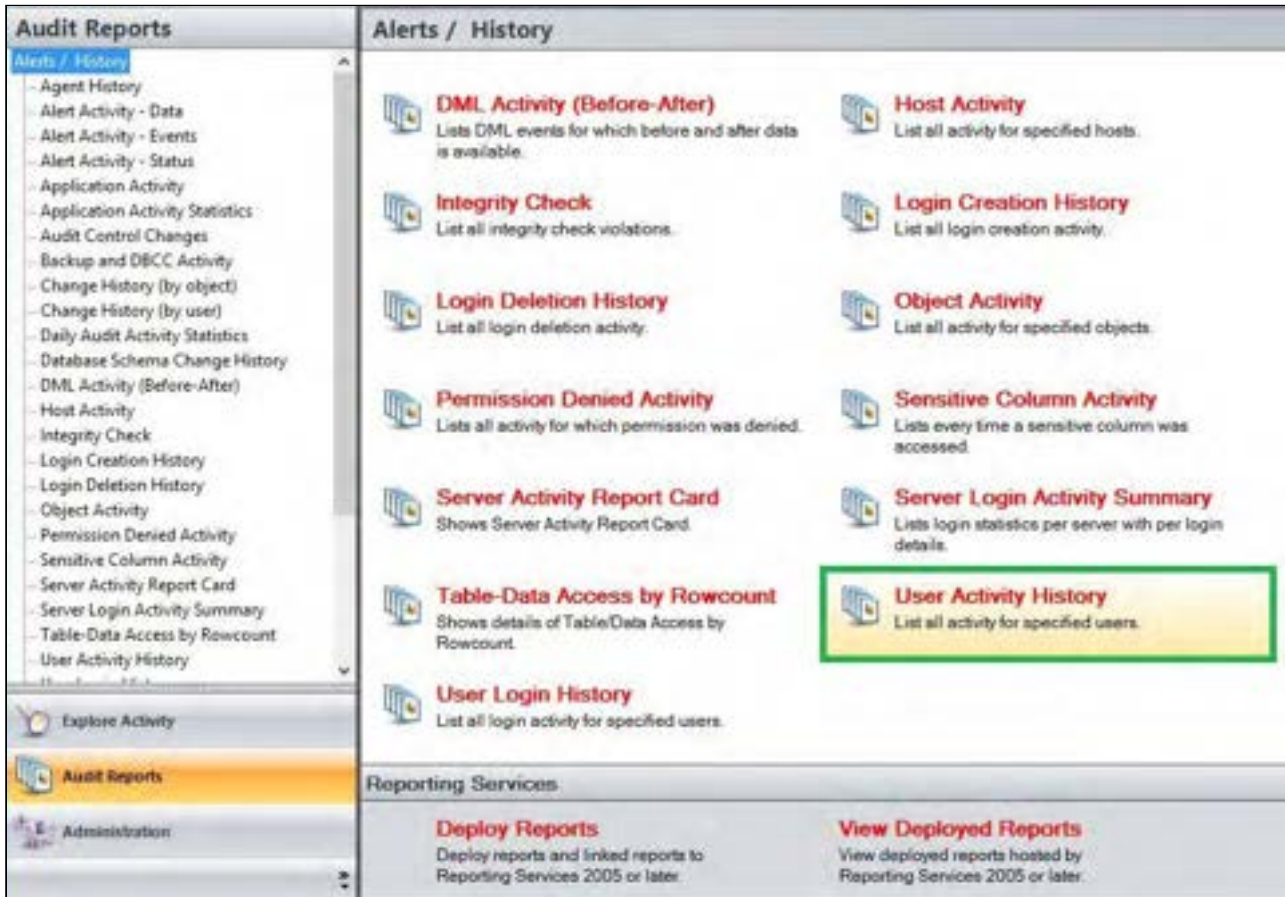 Audit Reports
Alerts / History
Agent History
Alert Activity - Data
Alert Activity - Events
Alert Activity - Status
Application Activity
Application Activity Statistics
Audit Control Changes
Backup and DBCC Activity
Change History (by object)
Change History (by user)
Daily Audit Activity Statistics
Database Schema Change History
DML Activity (Before-After)
Host Activity
Integrity Check
Login Creation History
Login Deletion History
Object Activity
Permission Denied Activity
Sensitive Column Activity
Server Activity Report Card
Server Login Activity Summary
Table-Data Access by Rowcount
User Activity History
Explore Activity
Audit Reports
Administration
Alerts / History
DML Activity (Before-After)
Lists DML events for which before and after data
is available.
Host Activity
List all activity for specified hosts.
Integrity Check
List all integrity check violations.
Login Creation History
List all login creation activity.
Login Deletion History
List all login deletion activity.
Object Activity
List all activity for specified objects.
Permission Denied Activity
Lists all activity for which permission was denied.
Sensitive Column Activity
Lists every time a sensitive column was
accessed.
Server Activity Report Card
Shows Server Activity Report Card.
Server Login Activity Summary
Lists login statistics per server with per login
details.
Table-Data Access by Rowcount
Shows details of Table/Data Access by
Rowcount.
User Activity History
List all activity for specified users.
User Login History
List all login activity for specified users.
Reporting Services
Deploy Reports
Deploy reports and linked reports to
Reporting Services 2005 or later.
View Deployed Reports
View deployed reports hosted by
Reporting Services 2005 or later.